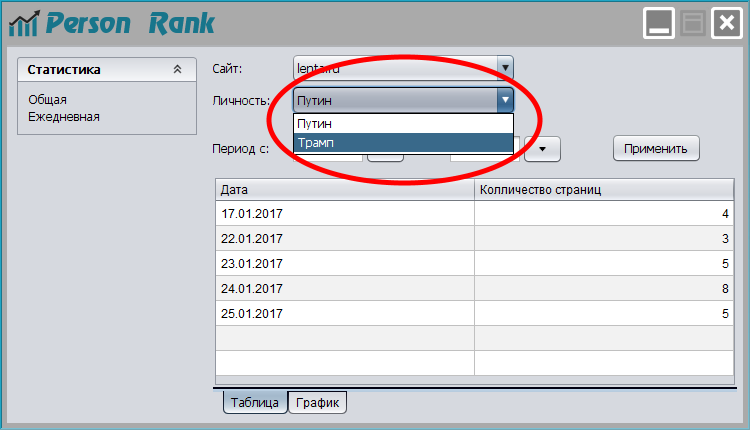 Person Rank
Статистика
Общая
Ежедневная
Сайт: lenta.ru
Личность: Путин
Путин
Трамп
Период с:
Применить
Дата Колличество страниц
17.01.2017 4
22.01.2017 3
23.01.2017 5
24.01.2017 8
25.01.2017 5
Таблица График